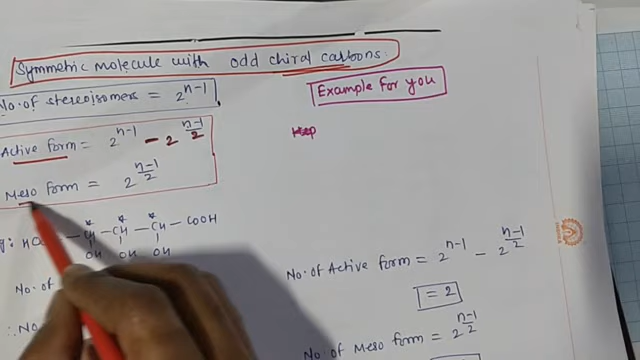 Symmetric molecule with odd chiral carbons.
No. of stereoisomers = 2^(n-1)
Example for you
Active form = 2^(n-1) - 2^((n-1)/2)
Meso form = 2^((n-1)/2)
* * *
— CH — CH — CH — COOH
OH OH OH
No. of Active form = 2^(n-1) - 2^((n-1)/2)
= 2
No. of
∴ No
No. of Meso form = 2^((n-1)/2)